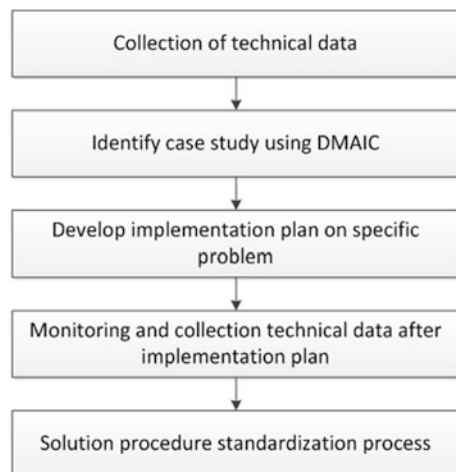 Collection of technical data
Identify case study using DMAIC
Develop implementation plan on specific
problem
Monitoring and collection technical data after
implementation plan
Solution procedure standardization process